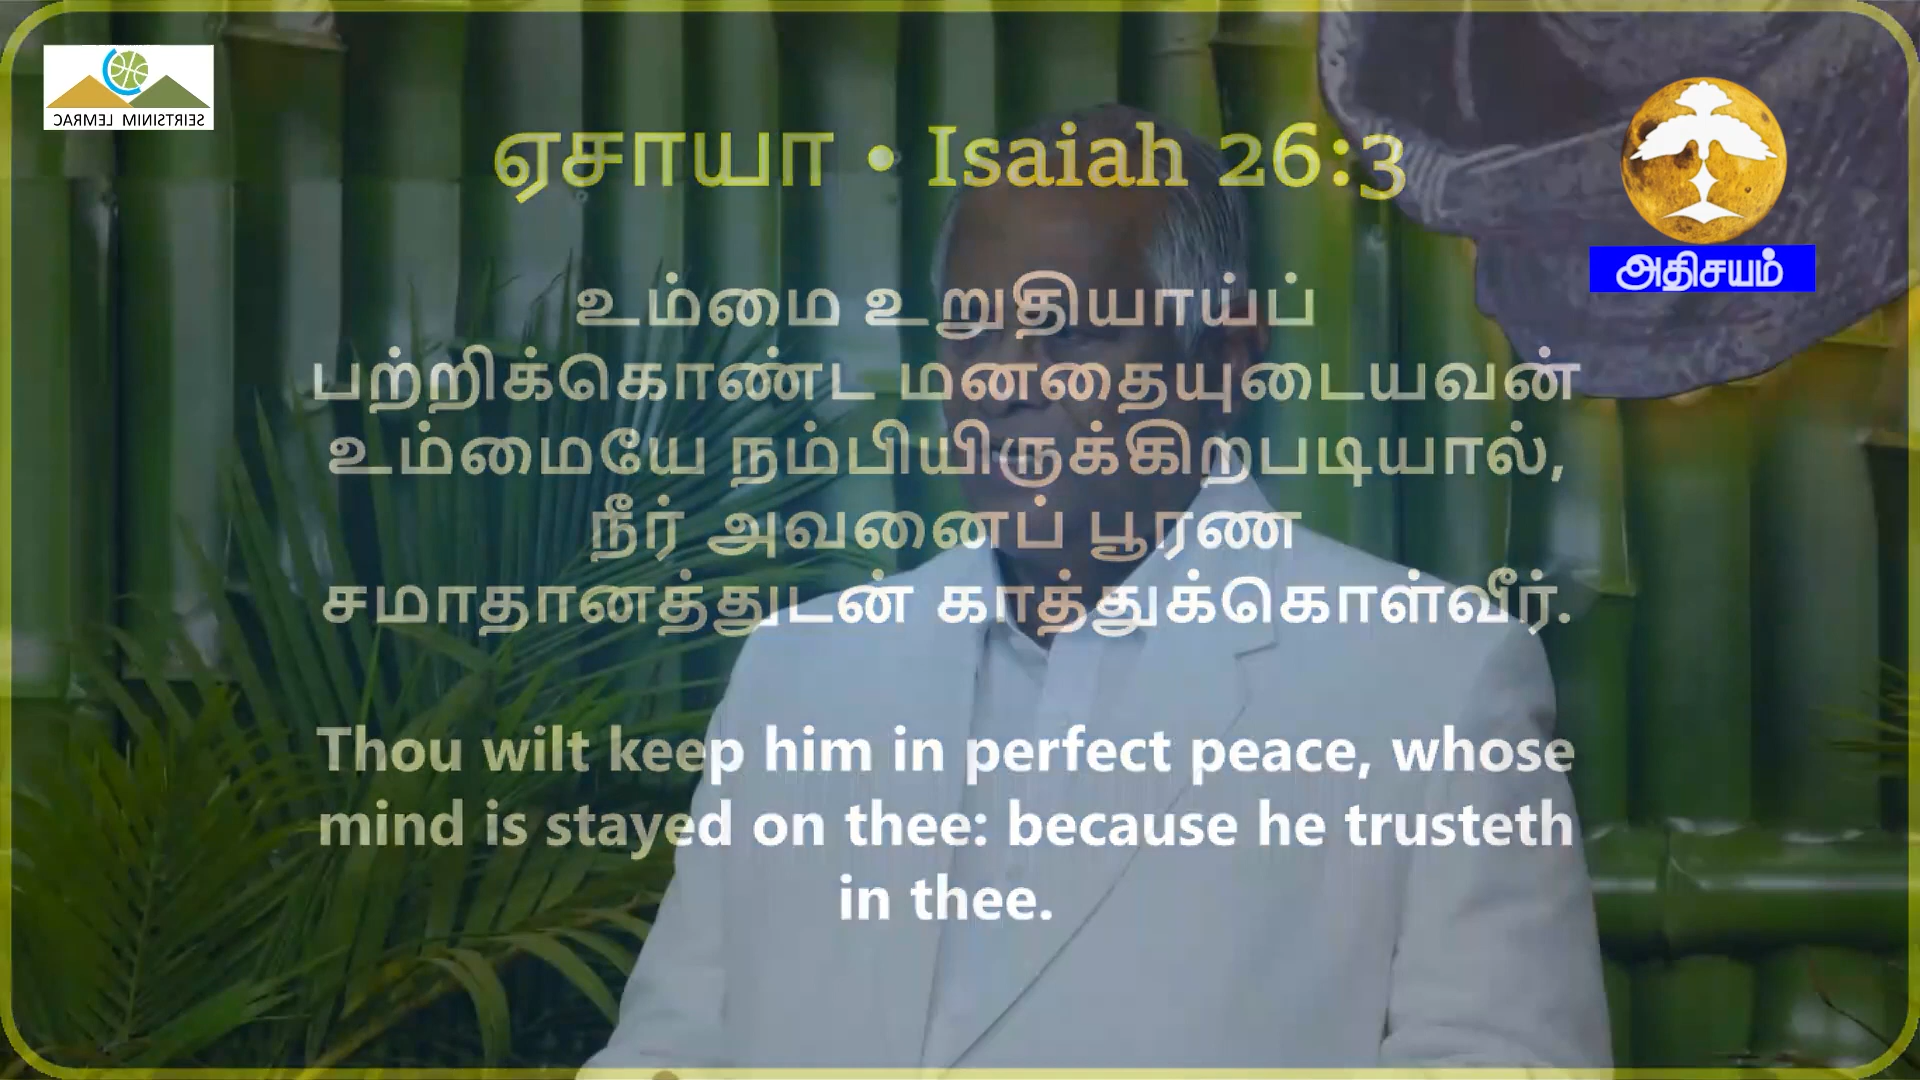 CARMEL MINISTRIES
அதிசயம்
ஏசாயா • Isaiah 26:3
உம்மை உறுதியாய்ப்
பற்றிக்கொண்ட மனதையுடையவன்
உம்மையே நம்பியிருக்கிறபடியால்,
நீர் அவனைப் பூரண
சமாதானத்துடன் காத்துக்கொள்வீர்.
Thou wilt keep him in perfect peace, whose
mind is stayed on thee: because he trusteth
in thee.